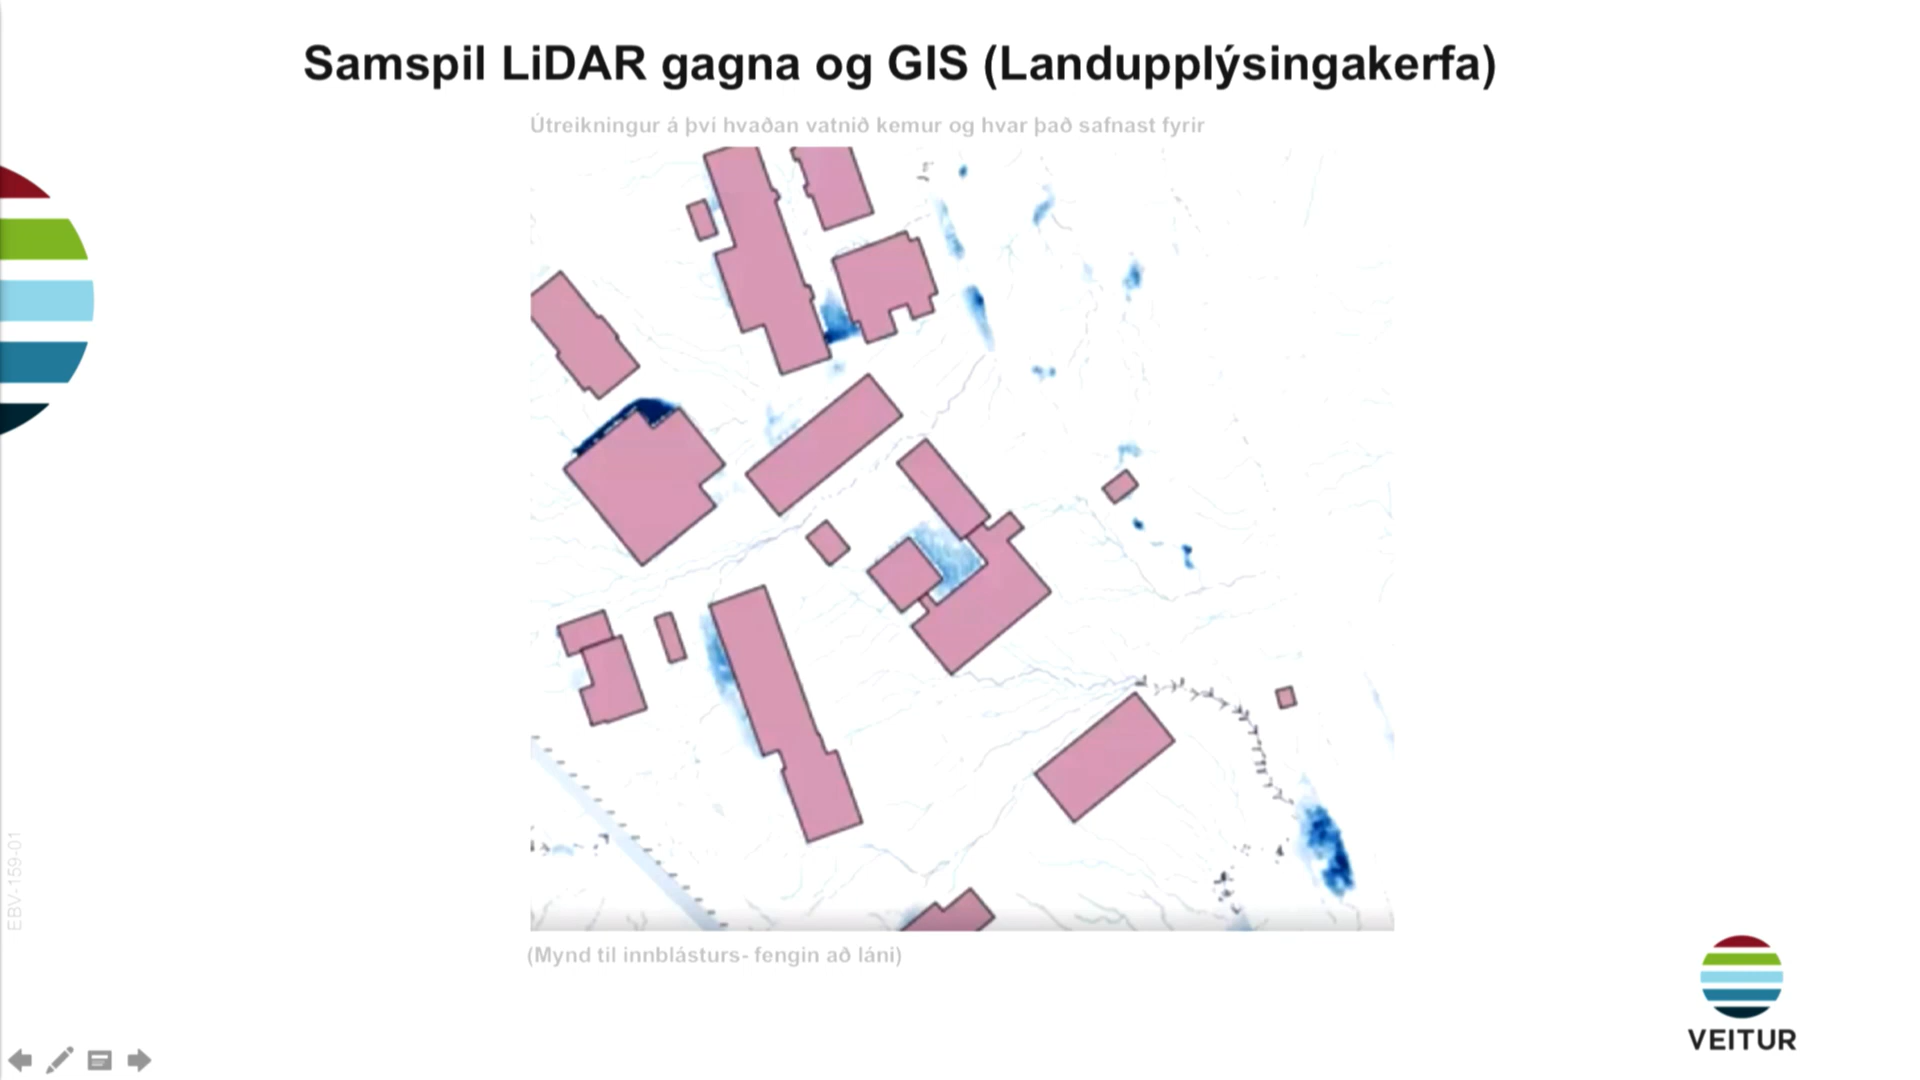 Samspil LiDAR gagna og GIS (Landupplýsingakerfa)
Útreikningur á því hvaðan vatnið kemur og hvar það safnast fyrir
(Mynd til innblásturs- fengin að láni)
EBV-159-01
VEITUR